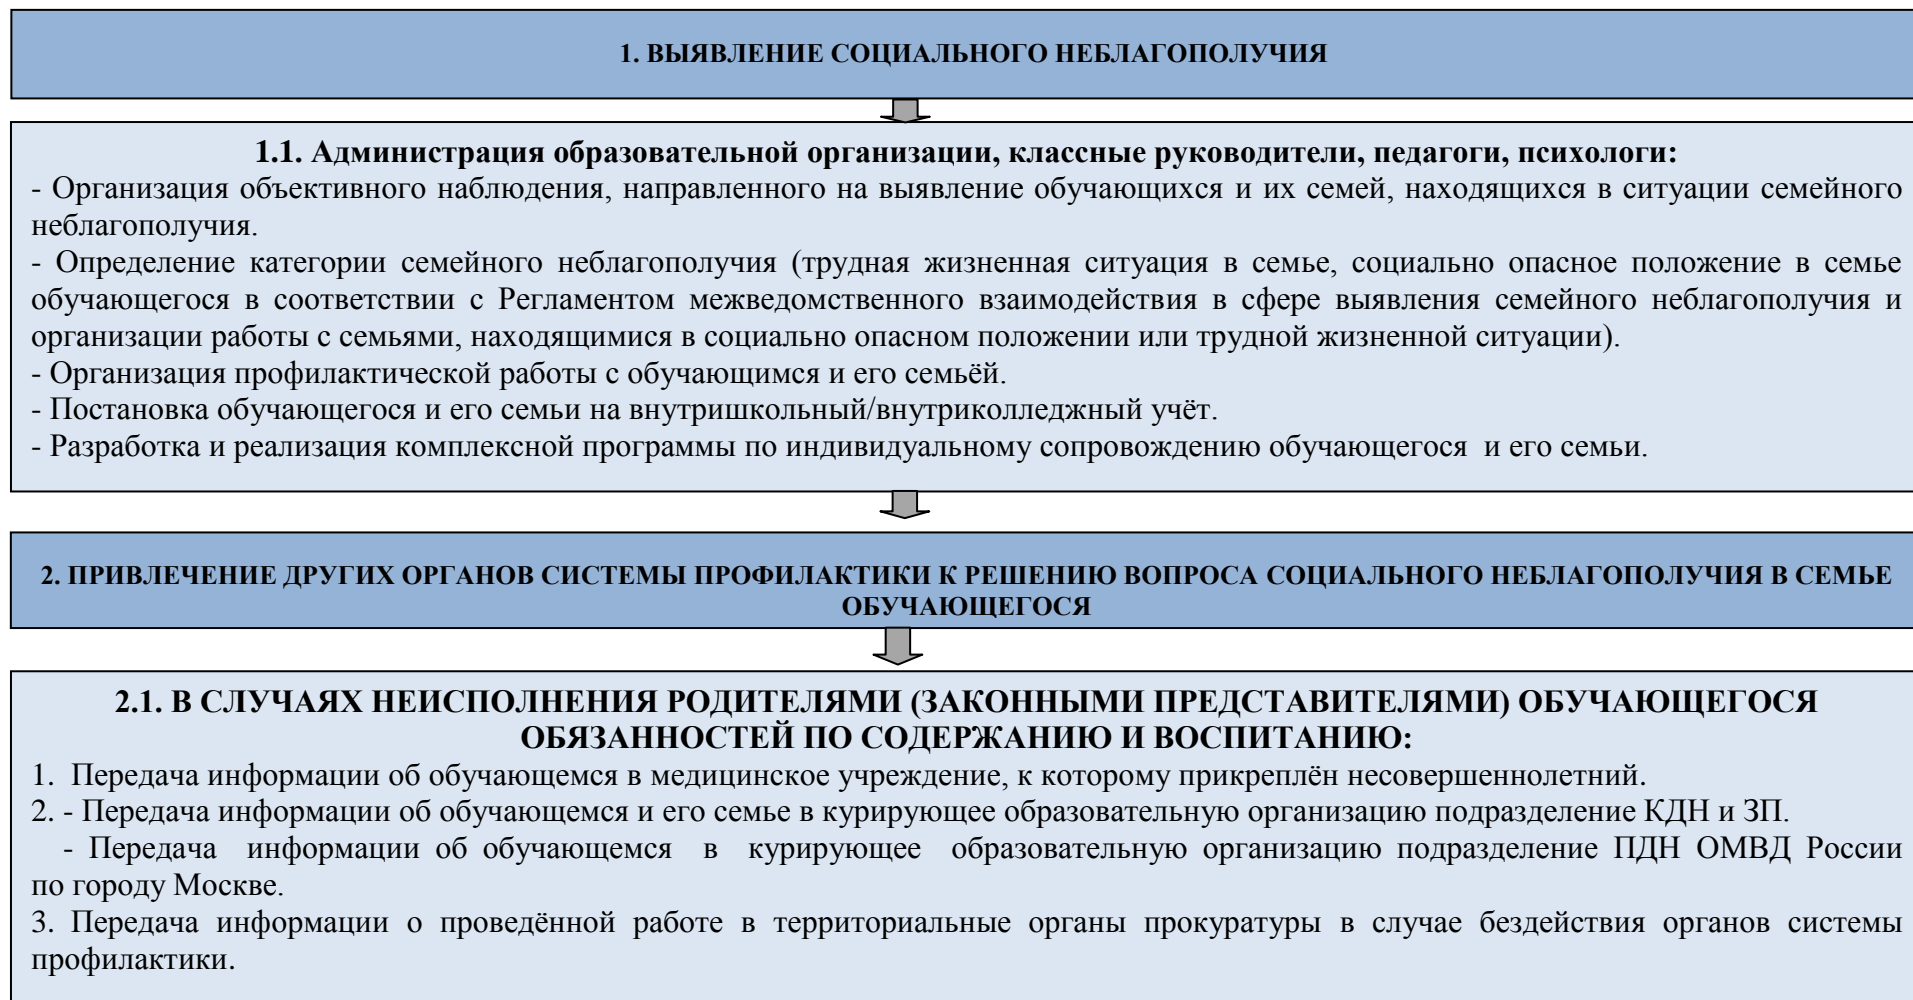 1. ВЫЯВЛЕНИЕ СОЦИАЛЬНОГО НЕБЛАГОПОЛУЧИЯ
1.1. Администрация образовательной организации, классные руководители, педагоги, психологи:
- Организация объективного наблюдения, направленного на выявление обучающихся и их семей, находящихся в ситуации семейного
неблагополучия.
- Определение категории семейного неблагополучия (трудная жизненная ситуация в семье, социально опасное положение в семье
обучающегося в соответствии с Регламентом межведомственного взаимодействия в сфере выявления семейного неблагополучия и
организации работы с семьями, находящимися в социально опасном положении или трудной жизненной ситуации).
- Организация профилактической работы с обучающимся и его семьёй.
- Постановка обучающегося и его семьи на внутришкольный/внутриколледжный учёт.
- Разработка и реализация комплексной программы по индивидуальному сопровождению обучающегося и его семьи.
2. ПРИВЛЕЧЕНИЕ ДРУГИХ ОРГАНОВ СИСТЕМЫ ПРОФИЛАКТИКИ К РЕШЕНИЮ ВОПРОСА СОЦИАЛЬНОГО НЕБЛАГОПОЛУЧИЯ В СЕМЬЕ
ОБУЧАЮЩЕГОСЯ
2.1. В СЛУЧАЯХ НЕИСПОЛНЕНИЯ РОДИТЕЛЯМИ (ЗАКОННЫМИ ПРЕДСТАВИТЕЛЯМИ) ОБУЧАЮЩЕГОСЯ
ОБЯЗАННОСТЕЙ ПО СОДЕРЖАНИЮ И ВОСПИТАНИЮ:
1. Передача информации об обучающемся в медицинское учреждение, к которому прикреплён несовершеннолетний.
2. - Передача информации об обучающемся и его семье в курирующее образовательную организацию подразделение КДН и ЗП.
- Передача информации об обучающемся в курирующее образовательную организацию подразделение ПДН ОМВД России
по городу Москве.
3. Передача информации о проведённой работе в территориальные органы прокуратуры в случае бездействия органов системы
профилактики.